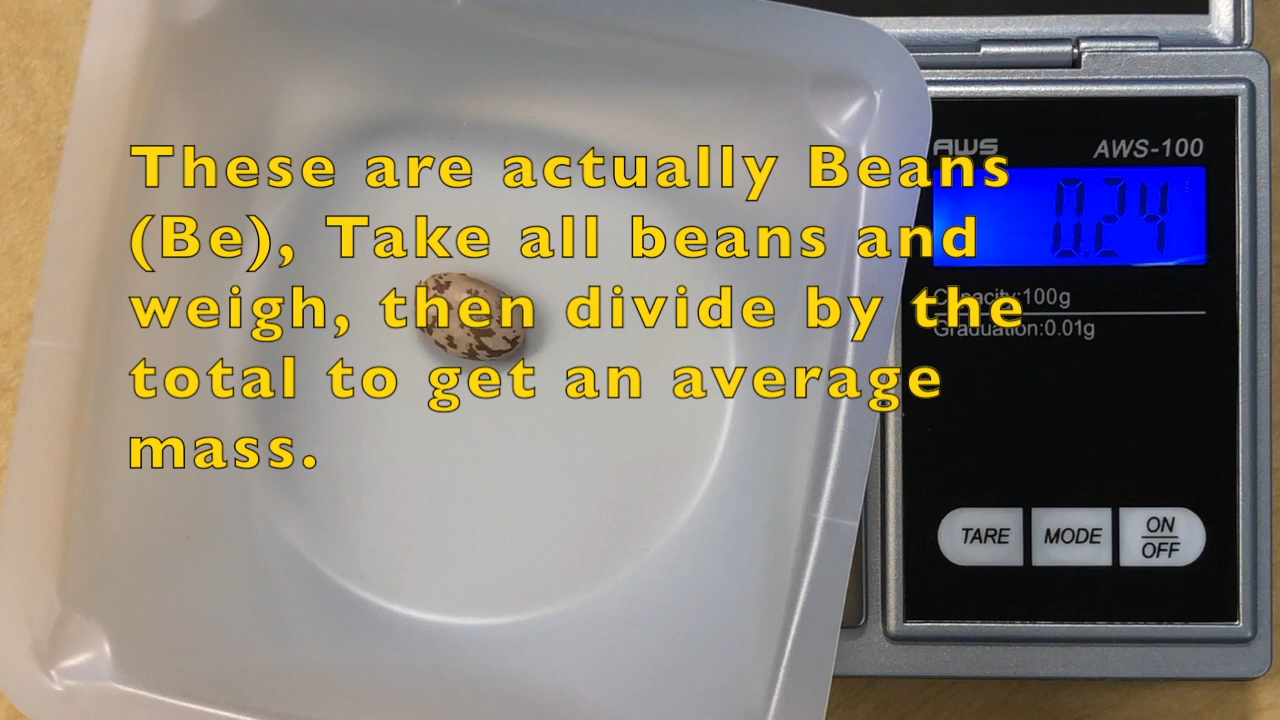 These are actually Beans
(Be), Take all beans and
weigh, then divide by the
total to get an average
mass.
AWS
AWS-100
0.24
Capacity:100g
Graduation:0.01g
TARE
MODE
ON
OFF